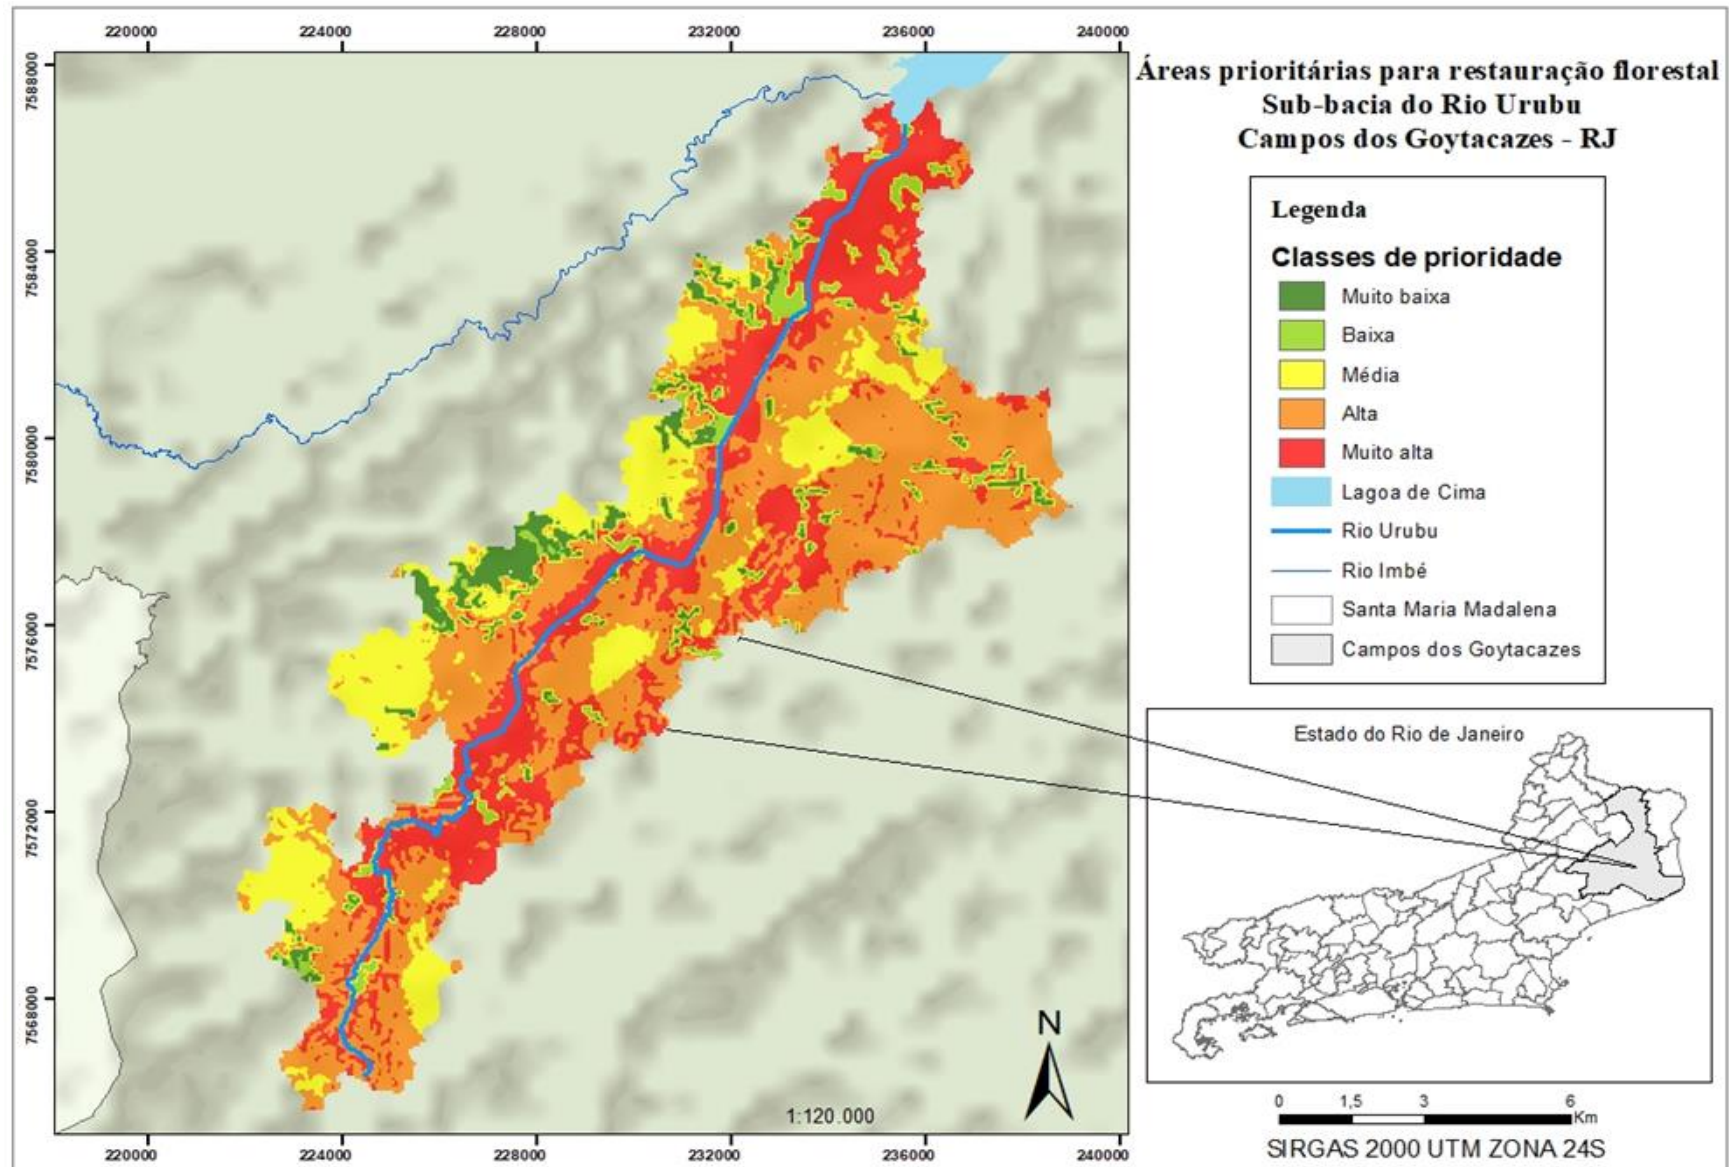 220000 224000 228000 232000 236000 240000
7588000
7584000
7580000
7576000
7572000
7568000
N
1:120.000
220000 224000 228000 232000 236000 240000
Áreas prioritárias para restauração florestal
Sub-bacia do Rio Urubu
Campos dos Goytacazes - RJ
Legenda
Classes de prioridade
Muito baixa
Baixa
Média
Alta
Muito alta
Lagoa de Cima
Rio Urubu
Rio Imbé
Santa Maria Madalena
Campos dos Goytacazes
Estado do Rio de Janeiro
0 1,5 3 6
Km
SIRGAS 2000 UTM ZONA 24S